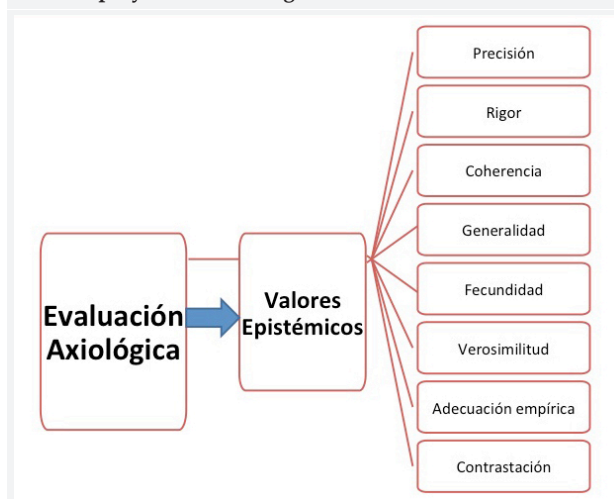 Precisión
Rigor
Coherencia
Generalidad
Fecundidad
Verosimilitud
Adecuación empírica
Contrastación
Evaluación
Axiológica
Valores
Epistémicos